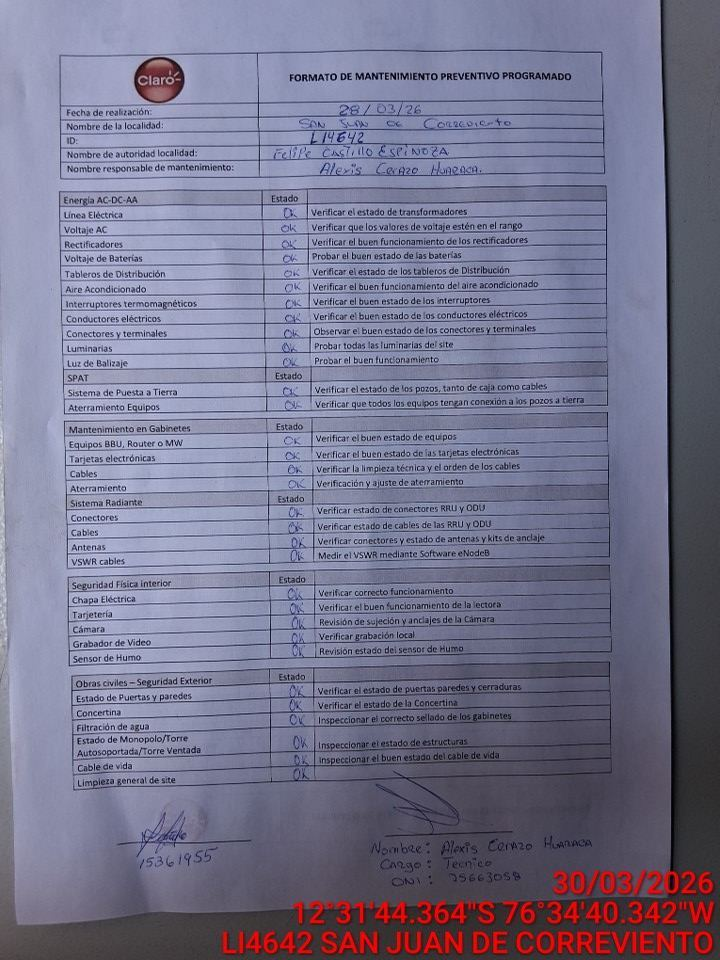 Claro
FORMATO DE MANTENIMIENTO PREVENTIVO PROGRAMADO
Fecha de realización: 28/03/26
Nombre de la localidad: SAN JUAN DE CORREVIENTO
ID: LI4642
Nombre de autoridad localidad: Felipe CASTILLO ESPINOZA
Nombre responsable de mantenimiento: Alexis Cerazo HUARACA.
Energía AC-DC-AA Estado
Línea Eléctrica OK Verificar el estado de transformadores
Voltaje AC OK Verificar que los valores de voltaje estén en el rango
Rectificadores OK Verificar el buen funcionamiento de los rectificadores
Voltaje de Baterías OK Probar el buen estado de las baterías
Tableros de Distribución OK Verificar el estado de los tableros de Distribución
Aire Acondicionado OK Verificar el buen funcionamiento del aire acondicionado
Interruptores termomagnéticos OK Verificar el buen estado de los interruptores
Conductores eléctricos OK Verificar el buen estado de los conductores eléctricos
Conectores y terminales OK Observar el buen estado de los conectores y terminales
Luminarias OK Probar todas las luminarias del site
Luz de Balizaje OK Probar el buen funcionamiento
SPAT Estado
Sistema de Puesta a Tierra OK Verificar el estado de los pozos, tanto de caja como cables
Aterramiento Equipos OK Verificar que todos los equipos tengan conexión a los pozos a tierra
Mantenimiento en Gabinetes Estado
Equipos BBU, Router o MW OK Verificar el buen estado de equipos
Tarjetas electrónicas OK Verificar el buen estado de las tarjetas electrónicas
Cables OK Verificar la limpieza técnica y el orden de los cables
Aterramiento OK Verificación y ajuste de aterramiento
Sistema Radiante Estado
Conectores OK Verificar estado de conectores RRU y ODU
Cables OK Verificar estado de cables de las RRU y ODU
Antenas OK Verificar conectores y estado de antenas y kits de anclaje
VSWR cables OK Medir el VSWR mediante Software eNodeB
Seguridad Física interior Estado
Chapa Eléctrica OK Verificar correcto funcionamiento
Tarjetería OK Verificar el buen funcionamiento de la lectora
Cámara OK Revisión de sujeción y anclajes de la Cámara
Grabador de Video OK Verificar grabación local
Sensor de Humo OK Revisión estado del sensor de Humo
Obras civiles – Seguridad Exterior Estado
Estado de Puertas y paredes OK Verificar el estado de puertas paredes y cerraduras
Concertina OK Verificar el estado de la Concertina
Filtración de agua OK Inspeccionar el correcto sellado de los gabinetes
Estado de Monopolo/Torre
Autosoportada/Torre Ventada OK Inspeccionar el estado de estructuras
Cable de vida OK Inspeccionar el buen estado del cable de vida
Limpieza general de site OK
15361955
Nombre: Alexis Cerazo HUARACA
Cargo: Tecnico
DNI: 75663058
30/03/2026
12°31'44.364"S 76°34'40.342"W
LI4642 SAN JUAN DE CORREVIENTO